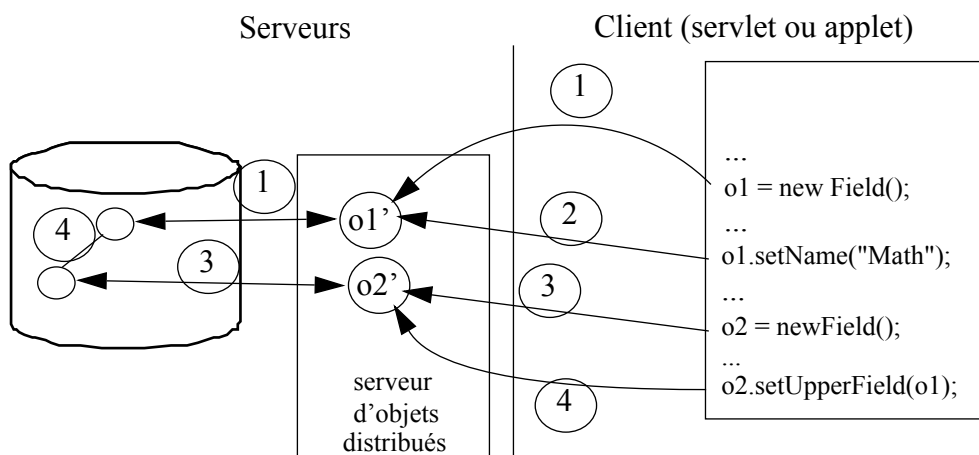 Serveurs
Client (servlet ou applet)
1
...
o1 = new Field();
1
o1’
2
...
o1.setName("Math");
4
3
o2’
3
...
o2 = newField();
...
o2.setUpperField(o1);
4
serveur
d’objets
distribués